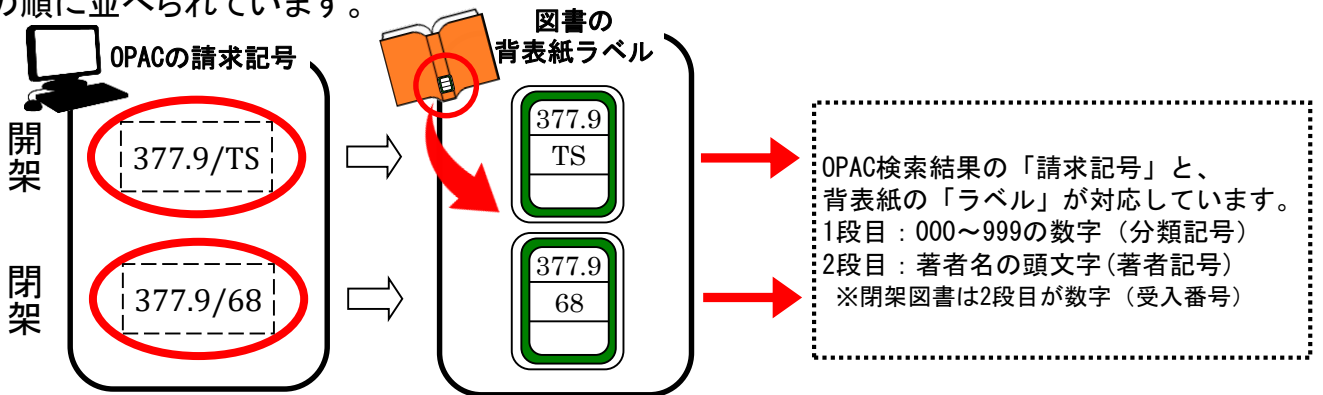 の順に並べられています。
OPACの請求記号
図書の
背表紙ラベル
開架
377.9/TS
377.9
TS
閉架
377.9/68
377.9
68
OPAC検索結果の「請求記号」と、
背表紙の「ラベル」が対応しています。
1段目：000～999の数字（分類記号）
2段目：著者名の頭文字(著者記号)
※閉架図書は2段目が数字（受入番号）